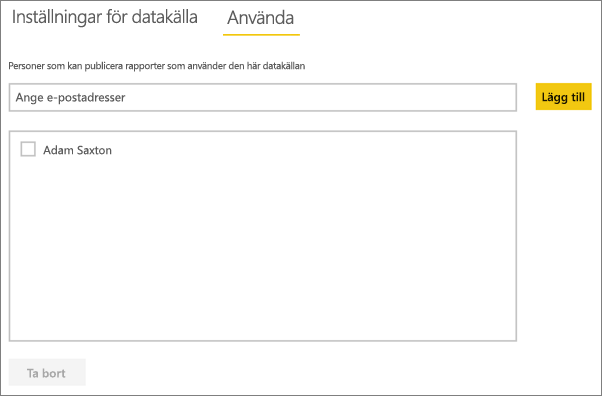 Inställningar för datakälla Använda
Personer som kan publicera rapporter som använder den här datakällan
Ange e-postadresser Lägg till
Adam Saxton
Ta bort